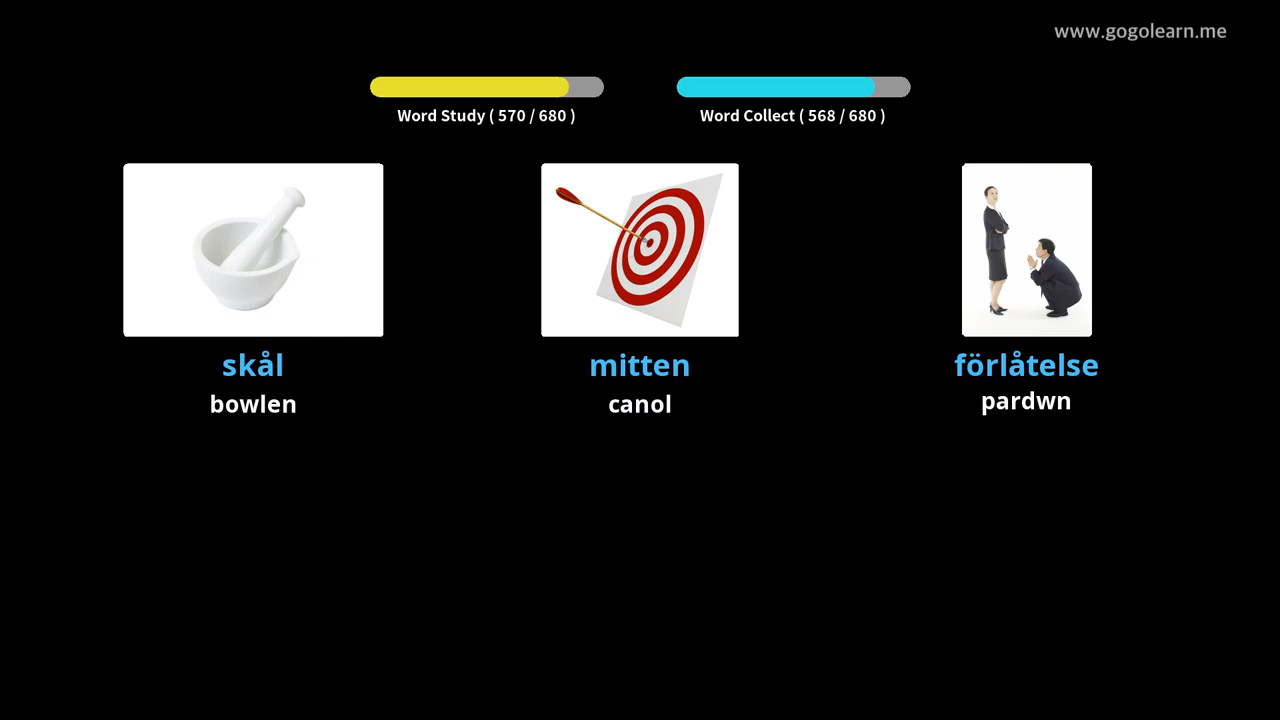 www.gogolearn.me
Word Study ( 570 / 680 )
Word Collect ( 568 / 680 )
skål
mitten
förlåtelse
bowlen
canol
pardwn